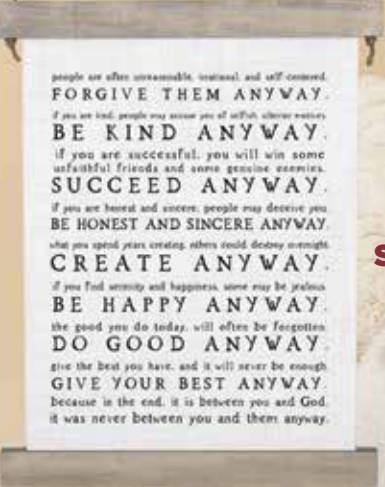 people are often unreasonable, irrational, and self-centered.
FORGIVE THEM ANYWAY.
if you are kind, people may accuse you of selfish, ulterior motives.
BE KIND ANYWAY.
if you are successful, you will win some
unfaithful friends and some genuine enemies.
SUCCEED ANYWAY.
if you are honest and sincere, people may deceive you
BE HONEST AND SINCERE ANYWAY.
what you spend years creating, others could destroy overnight
CREATE ANYWAY.
if you find serenity and happiness, some may be jealous
BE HAPPY ANYWAY.
the good you do today, will often be forgotten
DO GOOD ANYWAY.
give the best you have, and it will never be enough
GIVE YOUR BEST ANYWAY.
because in the end, it is between you and God.
it was never between you and them anyway.